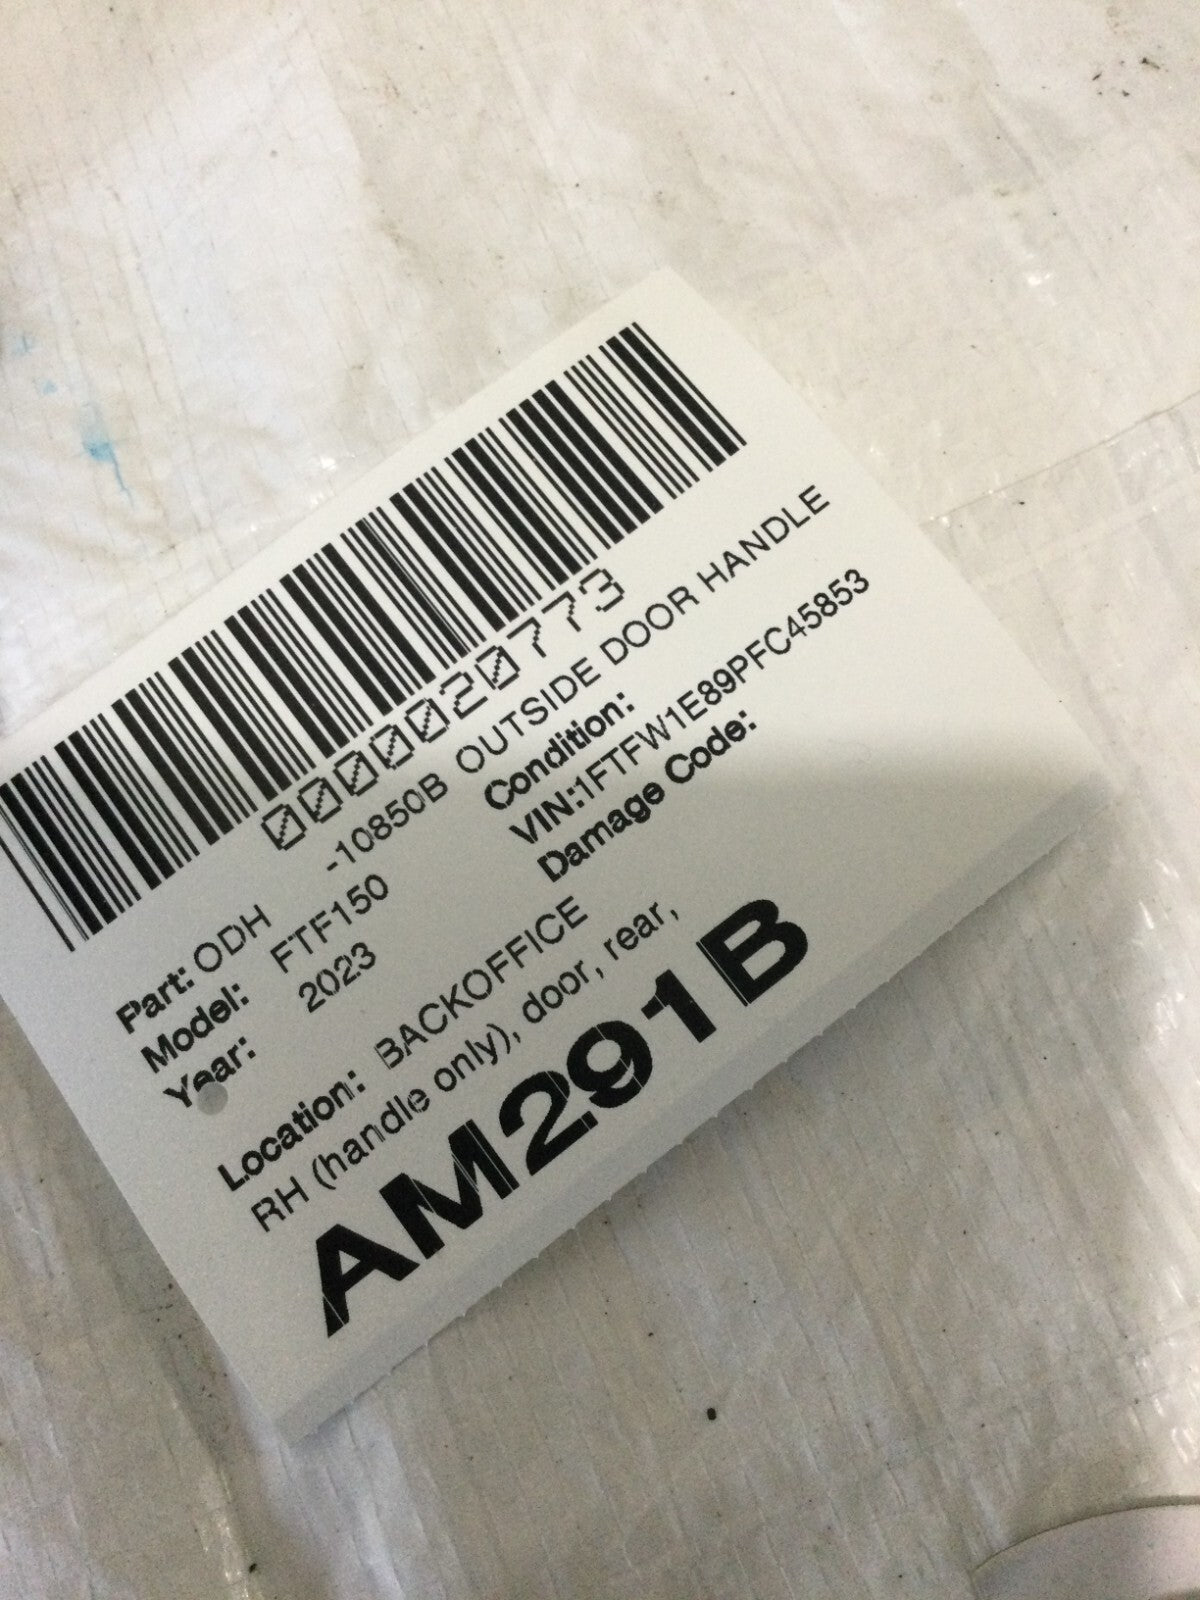 0000020773
Part: ODH -10850B OUTSIDE DOOR HANDLE
Model: FTF150 Condition:
Year: 2023 VIN:1FTFW1E89PFC45853
Damage Code:
Location: BACKOFFICE
RH (handle only), door, rear,
AM291B